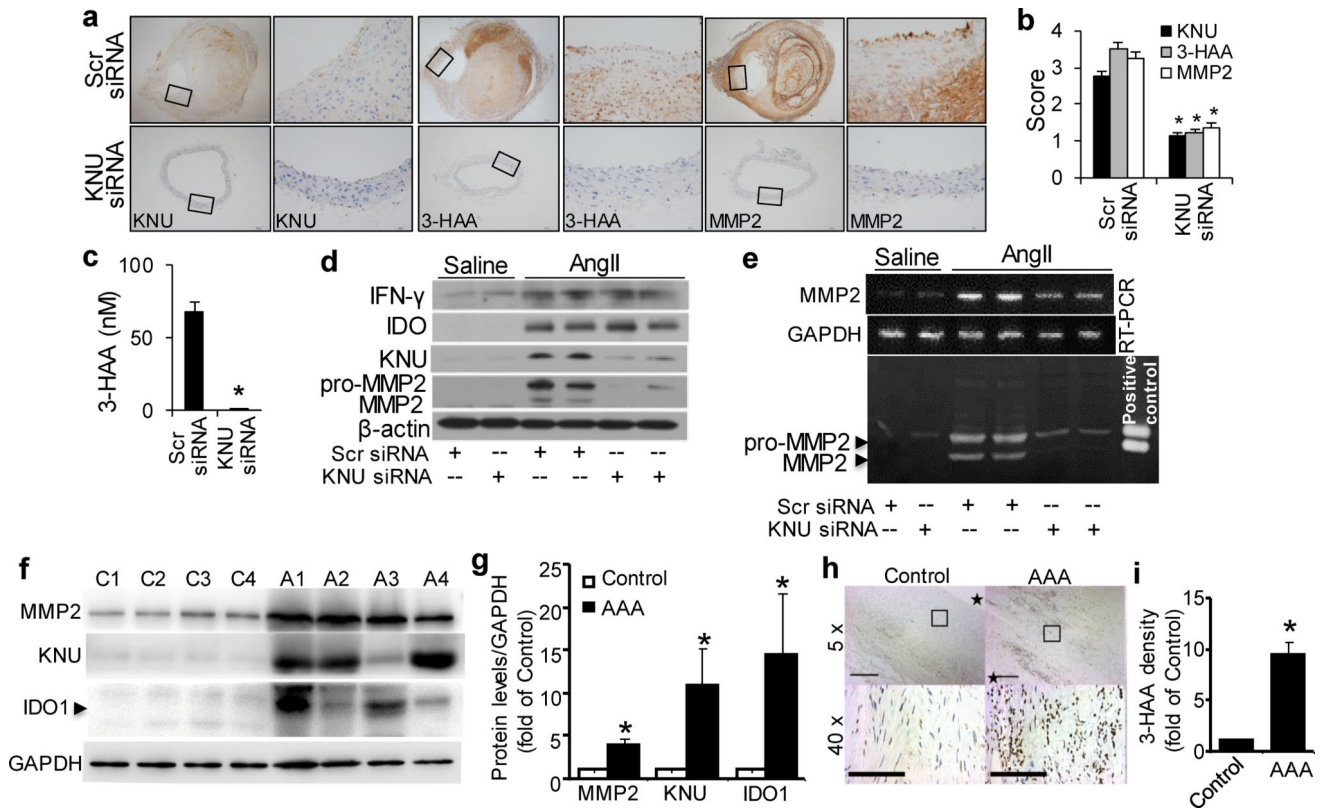 a
Scr
siRNA
KNU
siRNA
KNU
KNU
3-HAA
3-HAA
MMP2
MMP2
b
KNU
3-HAA
MMP2
Score
4
3
2
1
0
* * *
Scr
siRNA
KNU
siRNA
c
3-HAA (nM)
100
50
0
*
Scr
siRNA
KNU
siRNA
d
Saline AngII
IFN-γ
IDO
KNU
pro-MMP2
MMP2
β-actin
Scr siRNA + -- + + -- --
KNU siRNA -- + -- -- + +
e
Saline AngII
MMP2
GAPDH
RT-PCR
Positive
control
pro-MMP2
MMP2
Scr siRNA + -- + + -- --
KNU siRNA -- + -- -- + +
f
C1 C2 C3 C4 A1 A2 A3 A4
MMP2
KNU
IDO1
GAPDH
g
Protein levels/GAPDH
(fold of Control)
25
20
15
10
5
0
Control
AAA
* * *
MMP2 KNU IDO1
h
Control AAA
5 x
40 x
i
3-HAA density
(fold of Control)
15
10
5
0
*
Control AAA